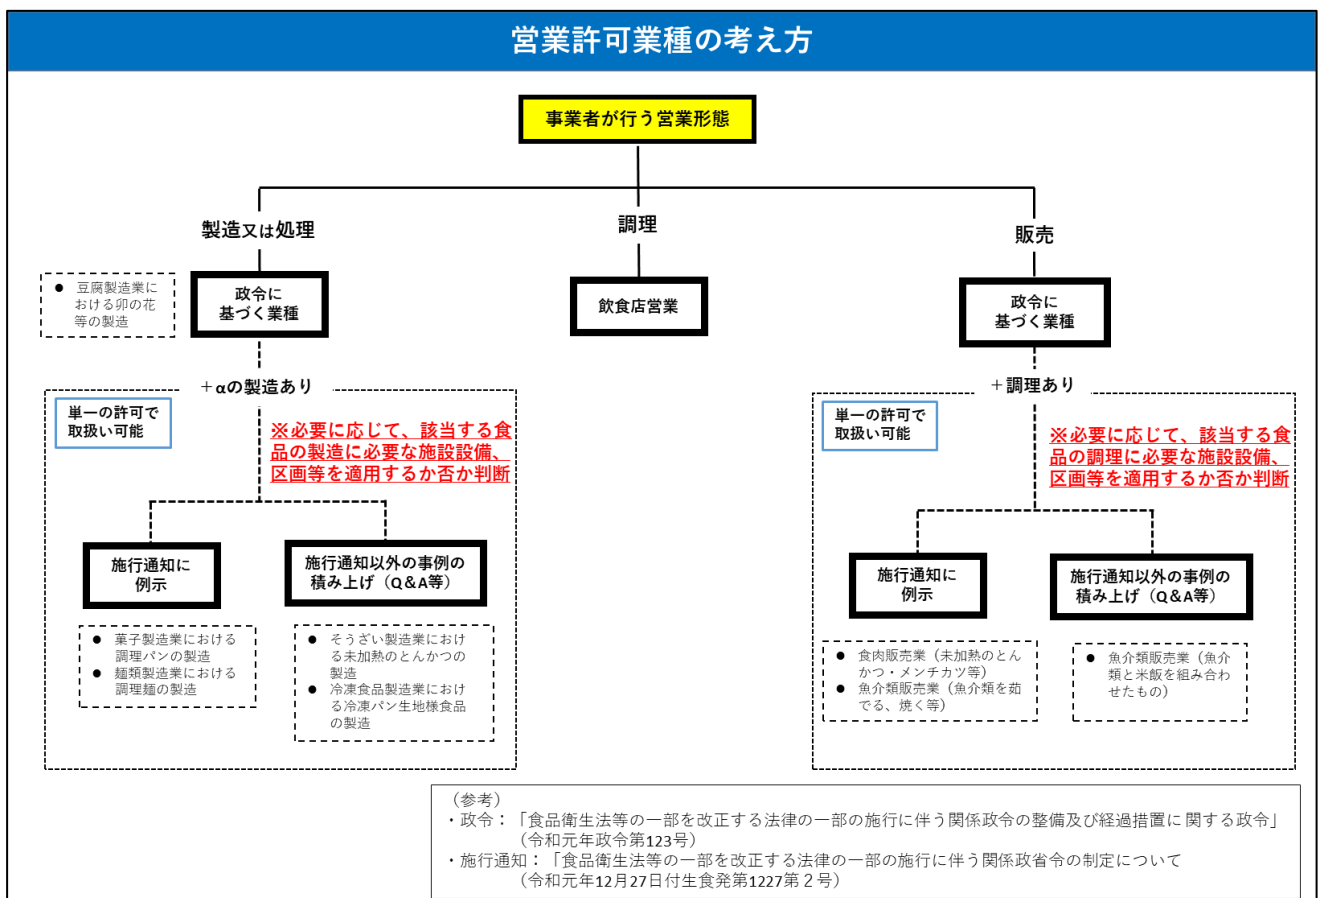 営業許可業種の考え方
事業者が行う営業形態
製造又は処理
調理
販売
● 豆腐製造業に
おける卯の花
等の製造
政令に
基づく業種
飲食店営業
政令に
基づく業種
+αの製造あり
単一の許可で
取扱い可能
※必要に応じて、該当する食
品の製造に必要な施設設備、
区画等を適用するか否か判断
施行通知に
例示
施行通知以外の事例の
積み上げ（Q&A等）
● 菓子製造業における
調理パンの製造
● 麺類製造業における
調理麺の製造
● そうざい製造業におけ
る未加熱のとんかつの
製造
● 冷凍食品製造業におけ
る冷凍パン生地様食品
の製造
+調理あり
単一の許可で
取扱い可能
※必要に応じて、該当する食
品の調理に必要な施設設備、
区画等を適用するか否か判断
施行通知に
例示
施行通知以外の事例の
積み上げ（Q&A等）
● 食肉販売業（未加熱のとん
かつ・メンチカツ等）
● 魚介類販売業（魚介類を茹
でる、焼く等）
● 魚介類販売業（魚介
類と米飯を組み合わ
せたもの）
（参考）
・政令：「食品衛生法等の一部を改正する法律の一部の施行に伴う関係政令の整備及び経過措置に関する政令」
（令和元年政令第123号）
・施行通知：「食品衛生法等の一部を改正する法律の一部の施行に伴う関係政省令の制定について
（令和元年12月27日付生食発第1227第２号）